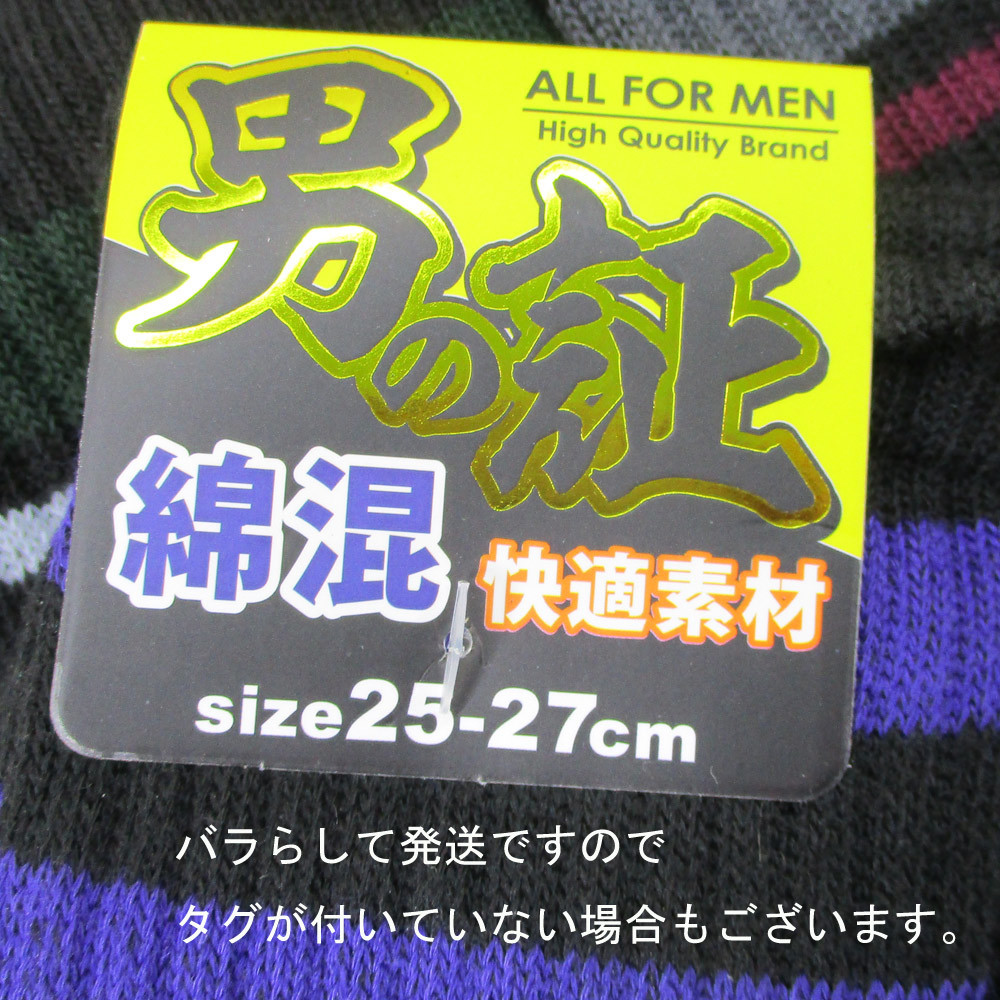 ALL FOR MEN
High Quality Brand
男の証
綿混
快適素材
size25-27cm
バラらして発送ですので
タグが付いていない場合もございます。